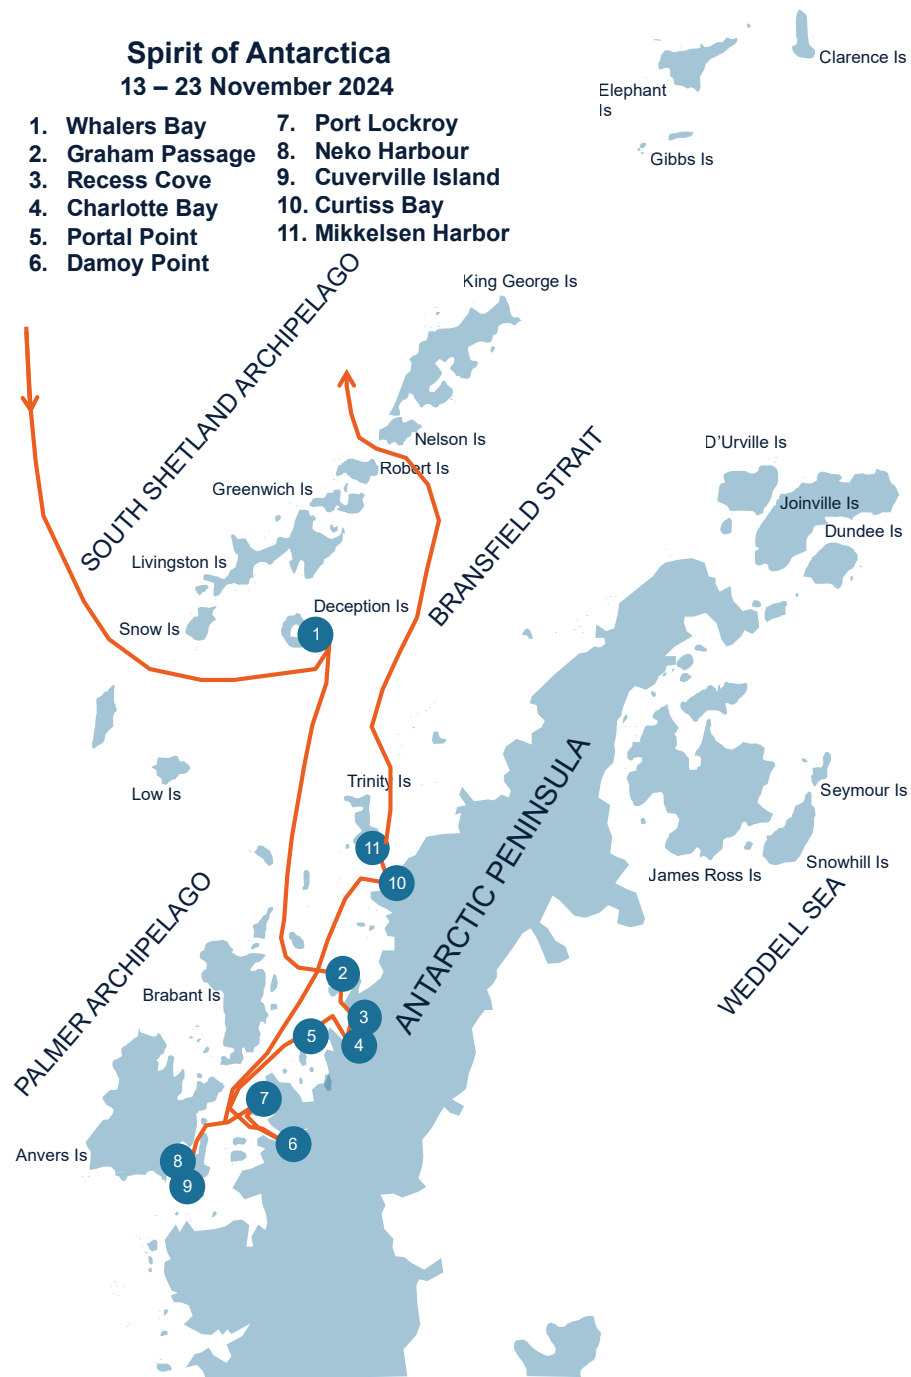 Spirit of Antarctica
13 – 23 November 2024
1. Whalers Bay
2. Graham Passage
3. Recess Cove
4. Charlotte Bay
5. Portal Point
6. Damoy Point
7. Port Lockroy
8. Neko Harbour
9. Cuverville Island
10. Curtiss Bay
11. Mikkelsen Harbor
Clarence Is
Elephant
Is
Gibbs Is
King George Is
SOUTH SHETLAND ARCHIPELAGO
Nelson Is
Robert Is
Greenwich Is
Livingston Is
Snow Is
Deception Is
1
BRANSFIELD STRAIT
D'Urville Is
Joinville Is
Dundee Is
Low Is
Trinity Is
11
10
ANTARCTIC PENINSULA
Seymour Is
Snowhill Is
James Ross Is
WEDDELL SEA
PALMER ARCHIPELAGO
Brabant Is
2
3
4
5
7
6
Anvers Is
8
9